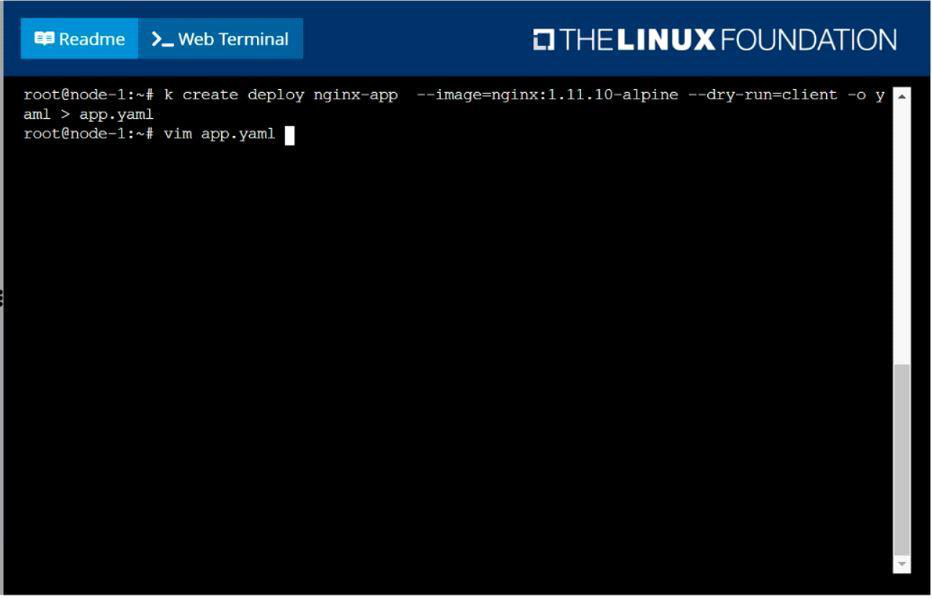 Readme
Web Terminal
THE LINUX FOUNDATION
root@node-1:~# k create deploy nginx-app  --image=nginx:1.11.10-alpine --dry-run=client -o y
aml > app.yaml
root@node-1:~# vim app.yaml